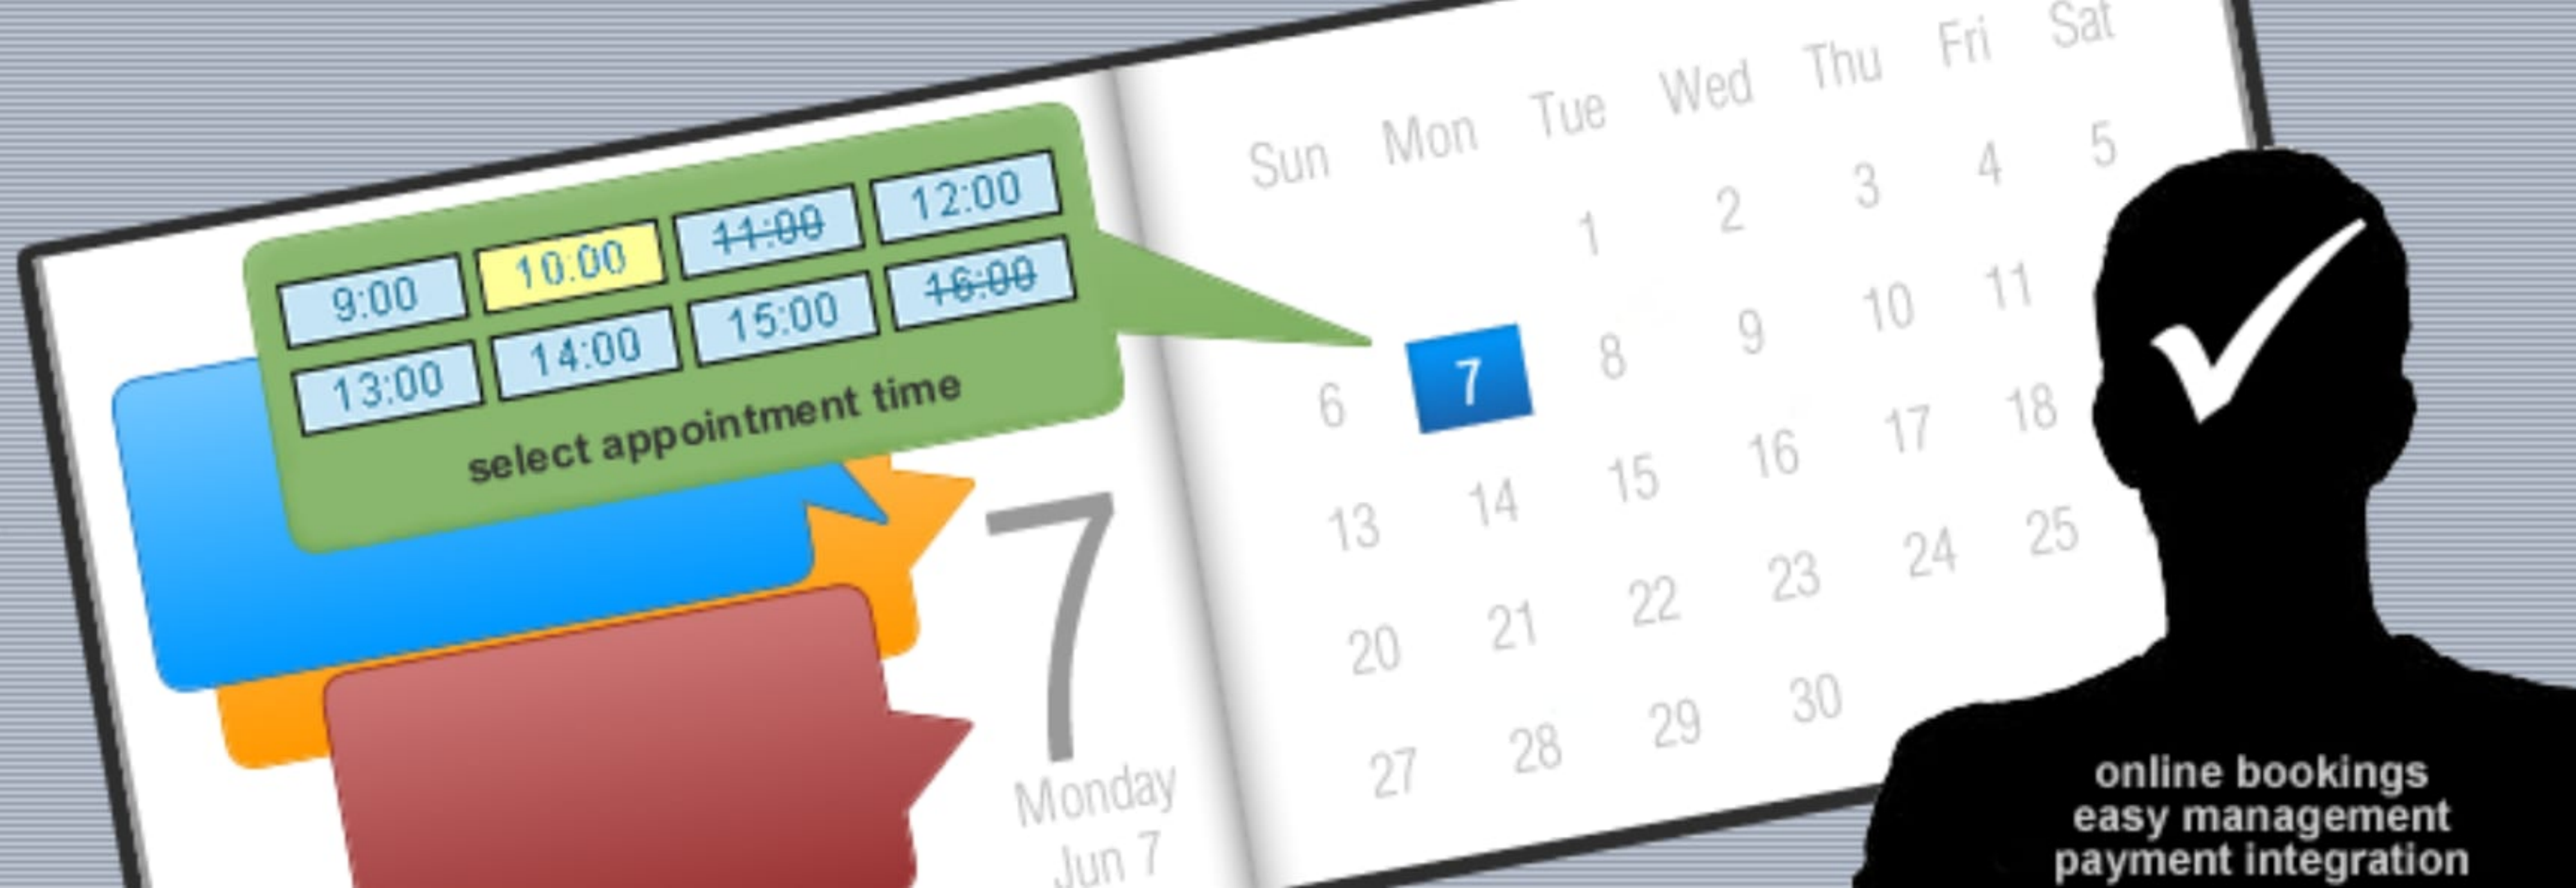 9:00 10:00 11:00 12:00
13:00 14:00 15:00 16:00
select appointment time
7
Monday
Jun 7
Sun Mon Tue Wed Thu Fri Sat
1 2 3 4 5
6 7 8 9 10 11
13 14 15 16 17 18
20 21 22 23 24 25
27 28 29 30
online bookings
easy management
payment integration